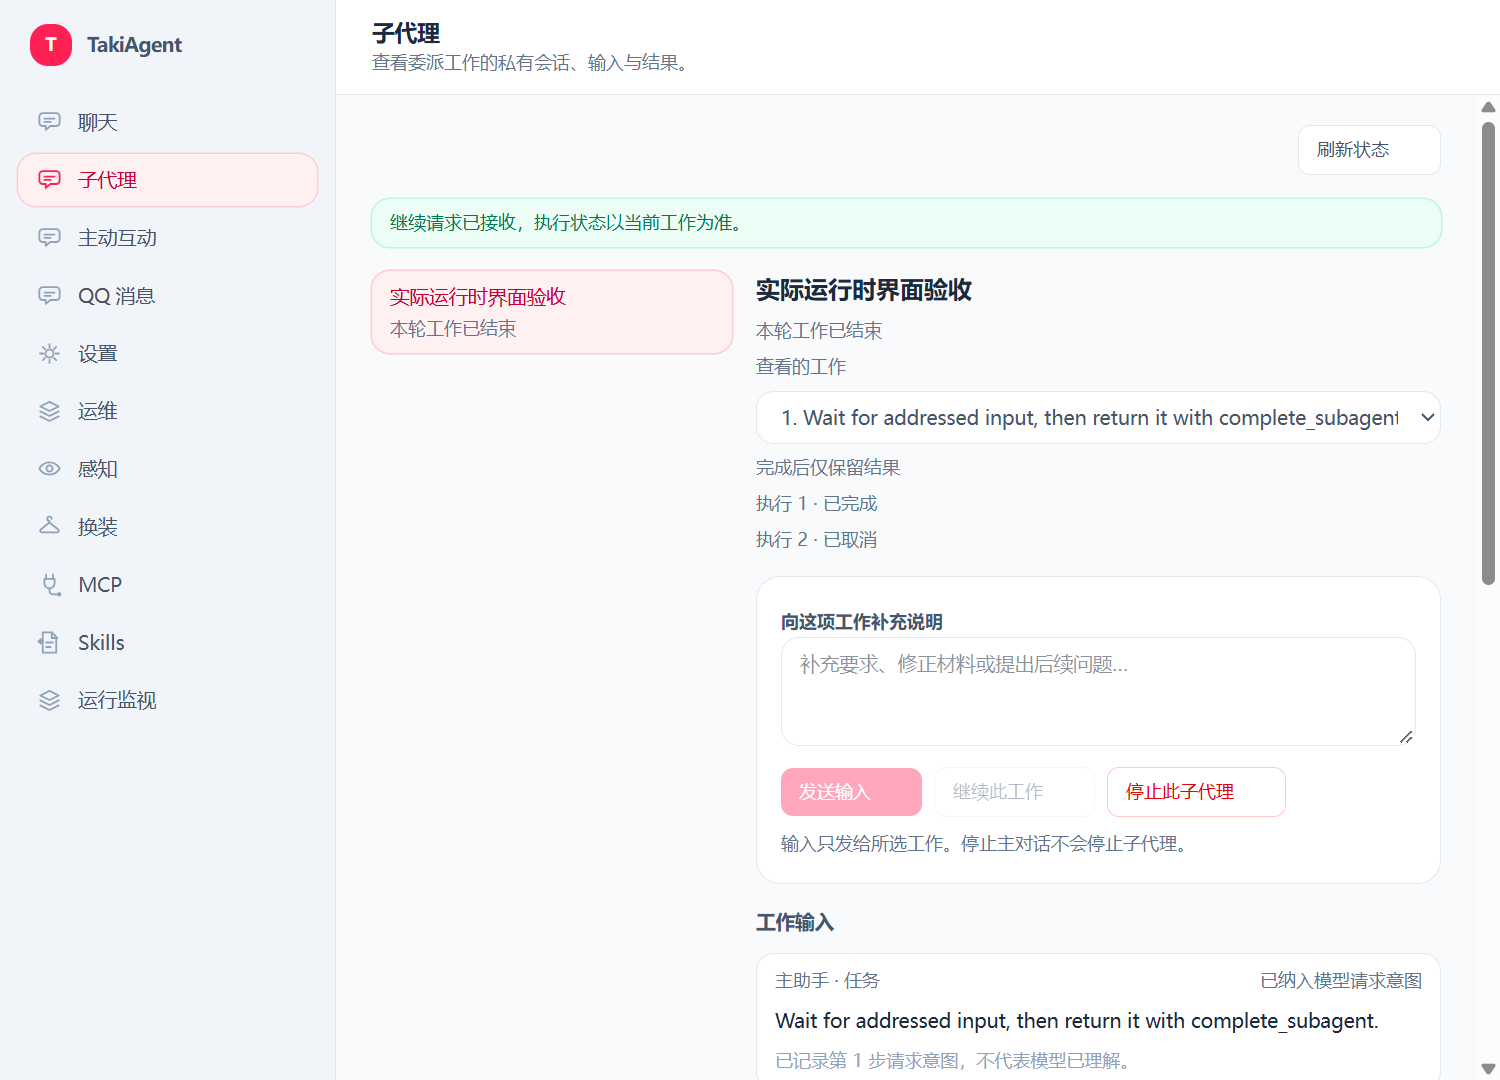 T TakiAgent
聊天
子代理
主动互动
QQ 消息
设置
运维
感知
换装
MCP
Skills
运行监视
子代理
查看委派工作的私有会话、输入与结果。
刷新状态
继续请求已接收，执行状态以当前工作为准。
实际运行时界面验收
本轮工作已结束
实际运行时界面验收
本轮工作已结束
查看的工作
1. Wait for addressed input, then return it with complete_subagent
完成后仅保留结果
执行 1 · 已完成
执行 2 · 已取消
向这项工作补充说明
补充要求、修正材料或提出后续问题...
发送输入 继续此工作 停止此子代理
输入只发给所选工作。停止主对话不会停止子代理。
工作输入
主助手 · 任务 已纳入模型请求意图
Wait for addressed input, then return it with complete_subagent.
已记录第 1 步请求意图，不代表模型已理解。